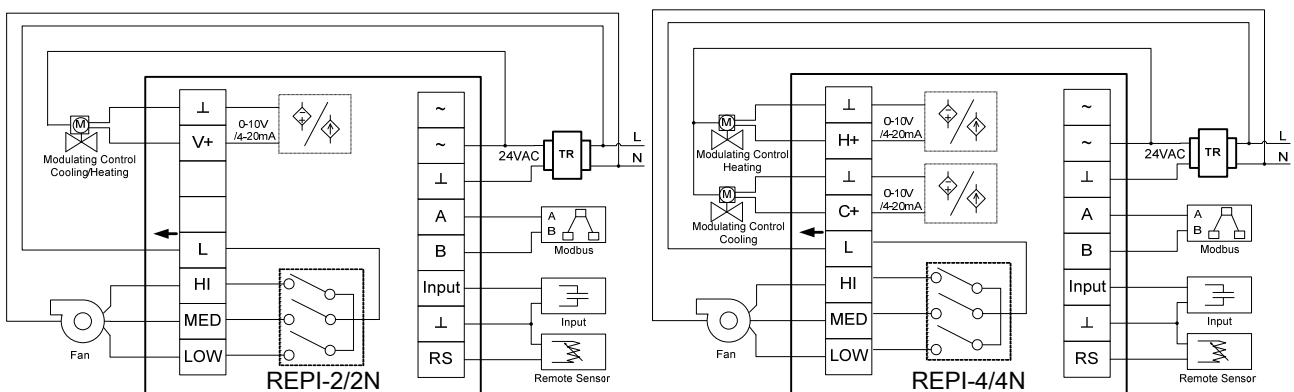 ⊥
V+
0-10V
/4-20mA
M
Modulating Control
Cooling/Heating
L
HI
MED
LOW
Fan
REPI-2/2N
~
~
⊥
A
B
Input
⊥
RS
24VAC
TR
L
N
A
B
Modbus
Input
Remote Sensor
⊥
H+
0-10V
/4-20mA
M
Modulating Control
Heating
⊥
C+
0-10V
/4-20mA
M
Modulating Control
Cooling
L
HI
MED
LOW
Fan
REPI-4/4N
~
~
⊥
A
B
Input
⊥
RS
24VAC
TR
L
N
A
B
Modbus
Input
Remote Sensor